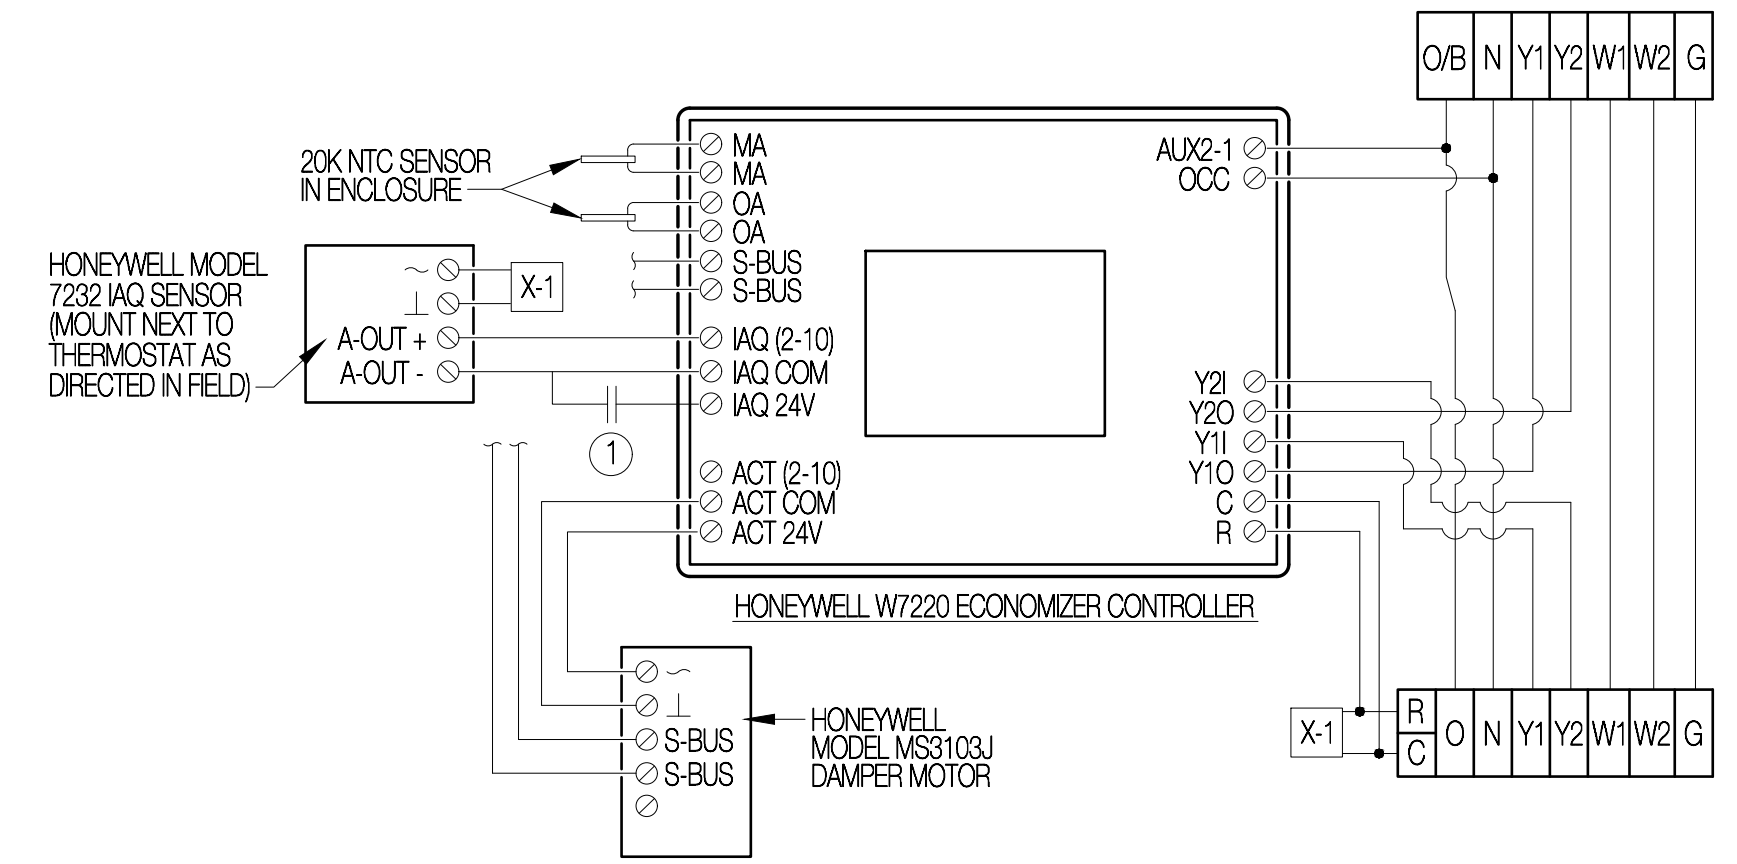 O/B N Y1 Y2 W1 W2 G
20K NTC SENSOR
IN ENCLOSURE
HONEYWELL MODEL
7232 IAQ SENSOR
(MOUNT NEXT TO
THERMOSTAT AS
DIRECTED IN FIELD)
~
⊥
A-OUT +
A-OUT -
X-1
MA
MA
OA
OA
S-BUS
S-BUS
IAQ (2-10)
IAQ COM
IAQ 24V
1
ACT (2-10)
ACT COM
ACT 24V
AUX2-1
OCC
Y2I
Y2O
Y1I
Y1O
C
R
HONEYWELL W7220 ECONOMIZER CONTROLLER
~
⊥
S-BUS
S-BUS
HONEYWELL
MODEL MS3103J
DAMPER MOTOR
X-1
R
C
O N Y1 Y2 W1 W2 G